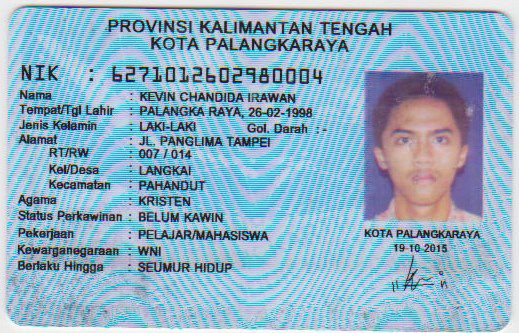 PROVINSI KALIMANTAN TENGAH
KOTA PALANGKARAYA
NIK : 6271012602980004
Nama : KEVIN CHANDIDA IRAWAN
Tempat/Tgl Lahir : PALANGKA RAYA, 26-02-1998
Jenis Kelamin : LAKI-LAKI Gol. Darah : -
Alamat : JL. PANGLIMA TAMPEI
RT/RW : 007 / 014
Kel/Desa : LANGKAI
Kecamatan : PAHANDUT
Agama : KRISTEN
Status Perkawinan : BELUM KAWIN
Pekerjaan : PELAJAR/MAHASISWA
Kewarganegaraan : WNI
Berlaku Hingga : SEUMUR HIDUP
KOTA PALANGKARAYA
19-10-2015